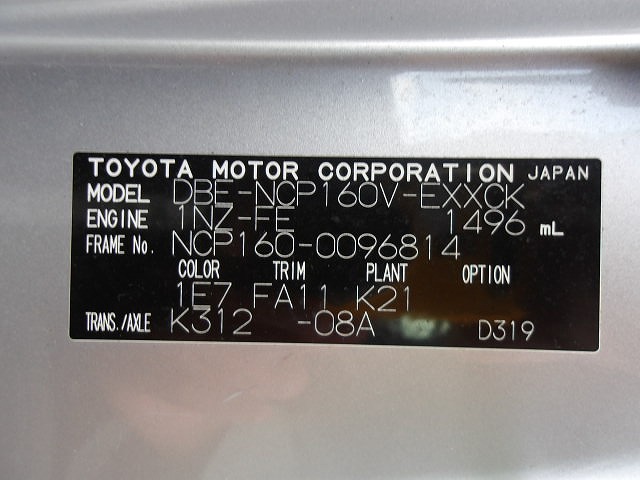 TOYOTA MOTOR CORPORATION JAPAN
MODEL DBE-NCP160V-EXXCK
ENGINE 1NZ-FE 1496 mL
FRAME No. NCP160-0096814
COLOR TRIM PLANT OPTION
1E7 FA11 K21
TRANS./AXLE K312 -08A D319